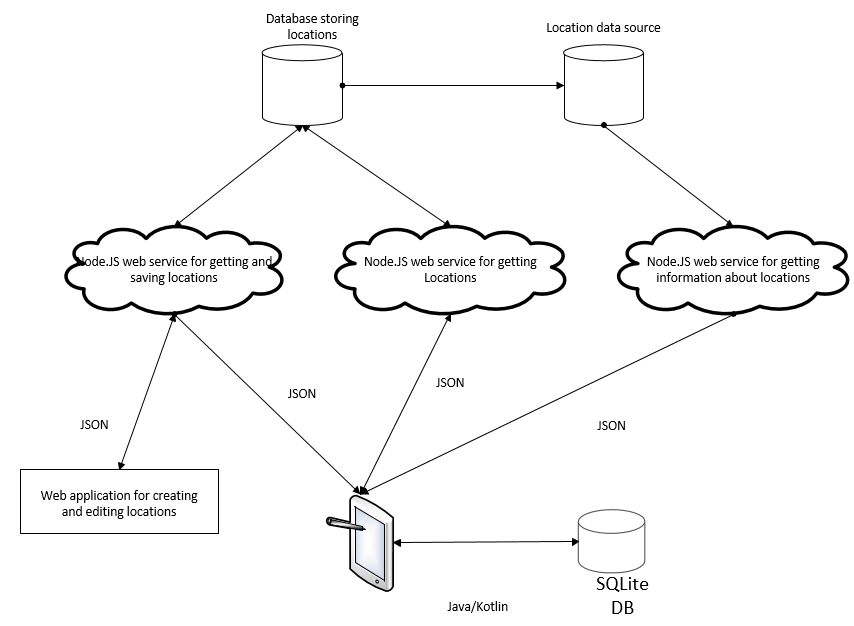 Database storing
locations
Location data source
Node.JS web service for getting and
saving locations
Node.JS web service for getting
Locations
Node.JS web service for getting
information about locations
JSON
JSON
JSON
JSON
Web application for creating
and editing locations
SQLite
DB
Java/Kotlin